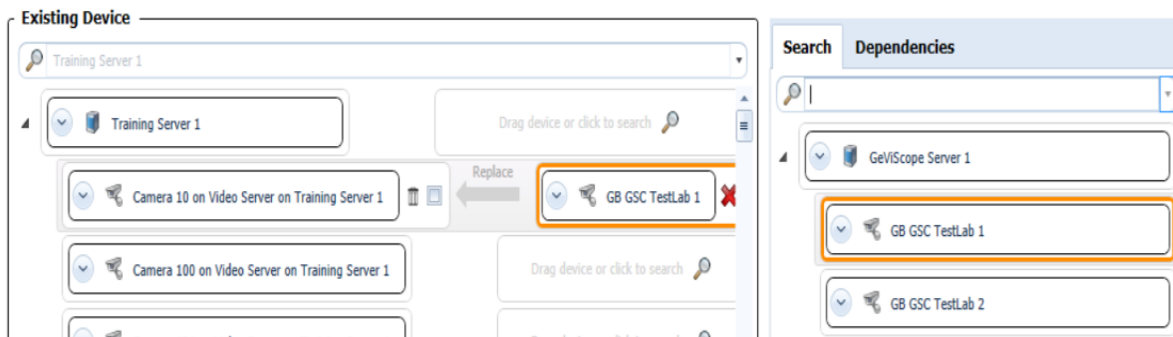 Existing Device
Training Server 1
Training Server 1
Drag device or click to search
Camera 10 on Video Server on Training Server 1
Replace
GB GSC TestLab 1
Camera 100 on Video Server on Training Server 1
Drag device or click to search
Search
Dependencies
GeViScope Server 1
GB GSC TestLab 1
GB GSC TestLab 2